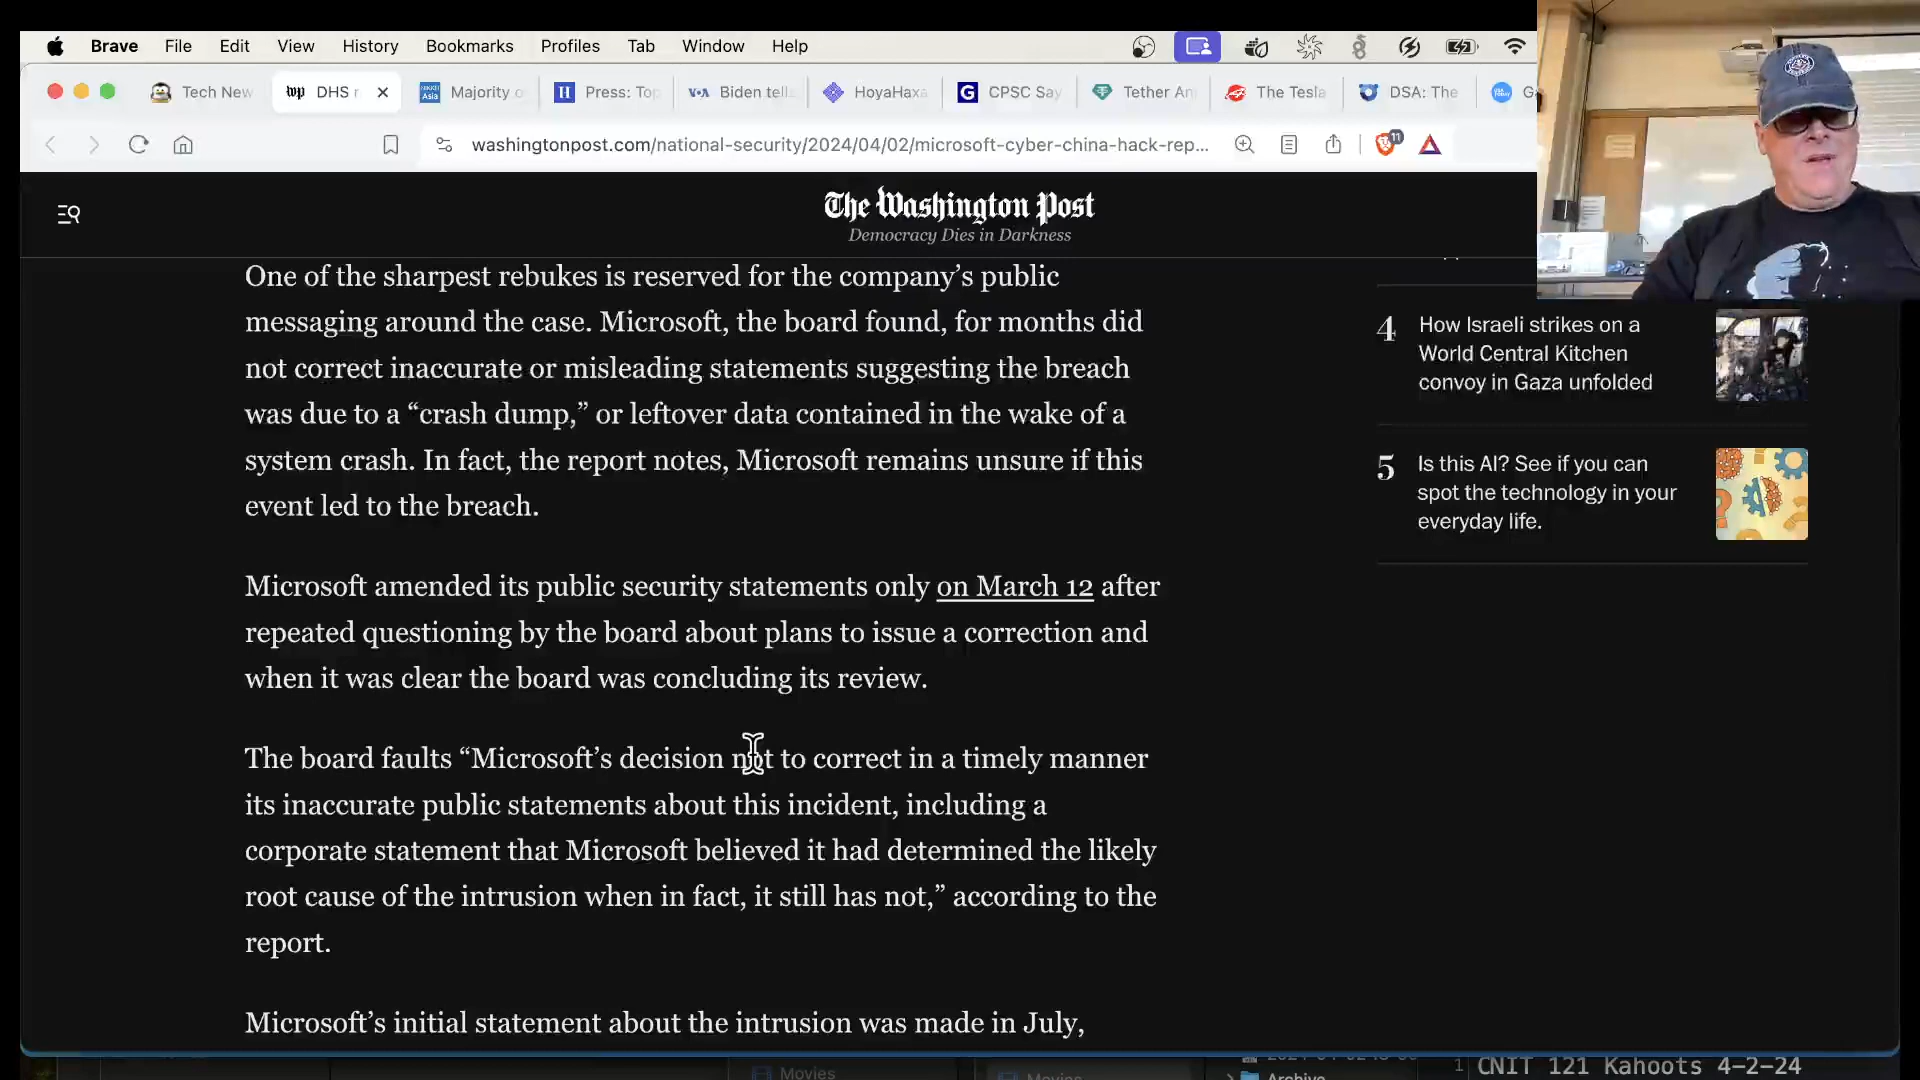 Brave File Edit View History Bookmarks Profiles Tab Window Help
Tech New
DHS r
Majority o
Press: Top
Biden tella
HoyaHaxa
CPSC Say
Tether An
The Tesla
DSA: The
washingtonpost.com/national-security/2024/04/02/microsoft-cyber-china-hack-rep...
11
The Washington Post
Democracy Dies in Darkness
One of the sharpest rebukes is reserved for the company’s public
messaging around the case. Microsoft, the board found, for months did
not correct inaccurate or misleading statements suggesting the breach
was due to a “crash dump,” or leftover data contained in the wake of a
system crash. In fact, the report notes, Microsoft remains unsure if this
event led to the breach.
Microsoft amended its public security statements only on March 12 after
repeated questioning by the board about plans to issue a correction and
when it was clear the board was concluding its review.
The board faults “Microsoft’s decision not to correct in a timely manner
its inaccurate public statements about this incident, including a
corporate statement that Microsoft believed it had determined the likely
root cause of the intrusion when in fact, it still has not,” according to the
report.
Microsoft’s initial statement about the intrusion was made in July,
4
How Israeli strikes on a
World Central Kitchen
convoy in Gaza unfolded
5
Is this AI? See if you can
spot the technology in your
everyday life.
Movies
Movies
Archive
1 CNIT 121 Kahoots 4-2-24